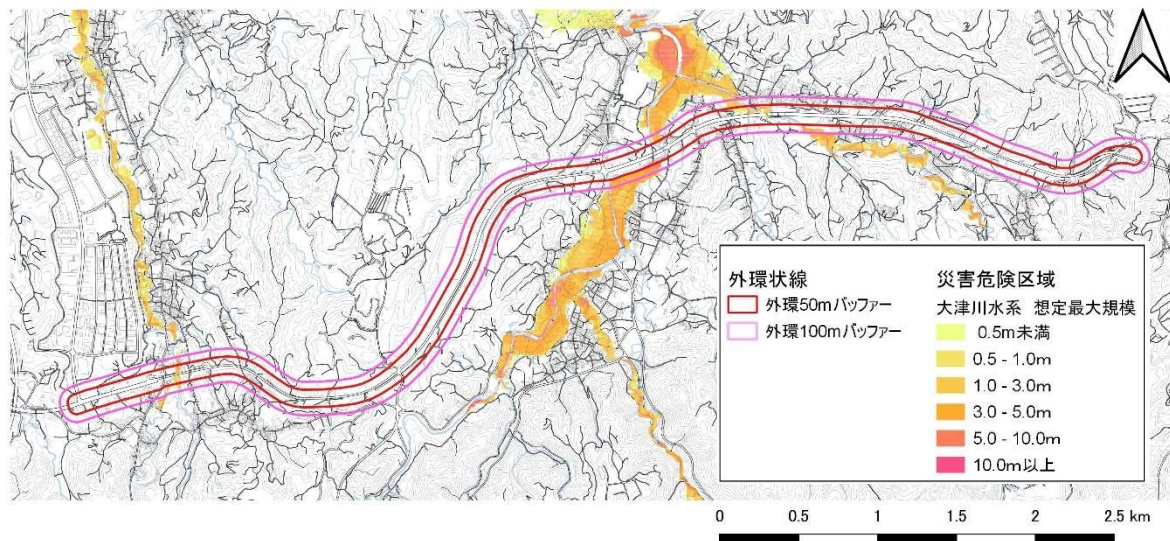 外環状線
外環50mバッファー
外環100mバッファー
災害危険区域
大津川水系 想定最大規模
0.5m未満
0.5 - 1.0m
1.0 - 3.0m
3.0 - 5.0m
5.0 - 10.0m
10.0m以上
0 0.5 1 1.5 2 2.5 km